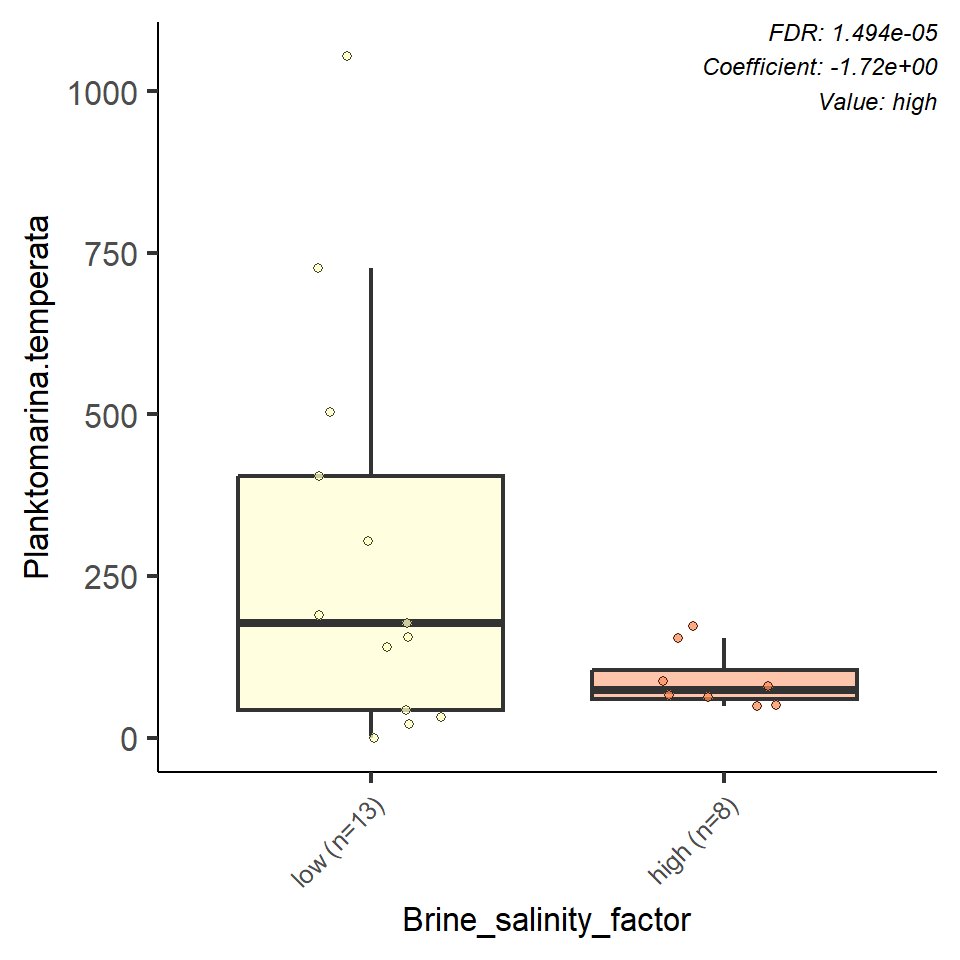 FDR: 1.494e-05
Coefficient: -1.72e+00
Value: high
Planktomarina.temperata
1000
750
500
250
0
low (n=13)
high (n=8)
Brine_salinity_factor